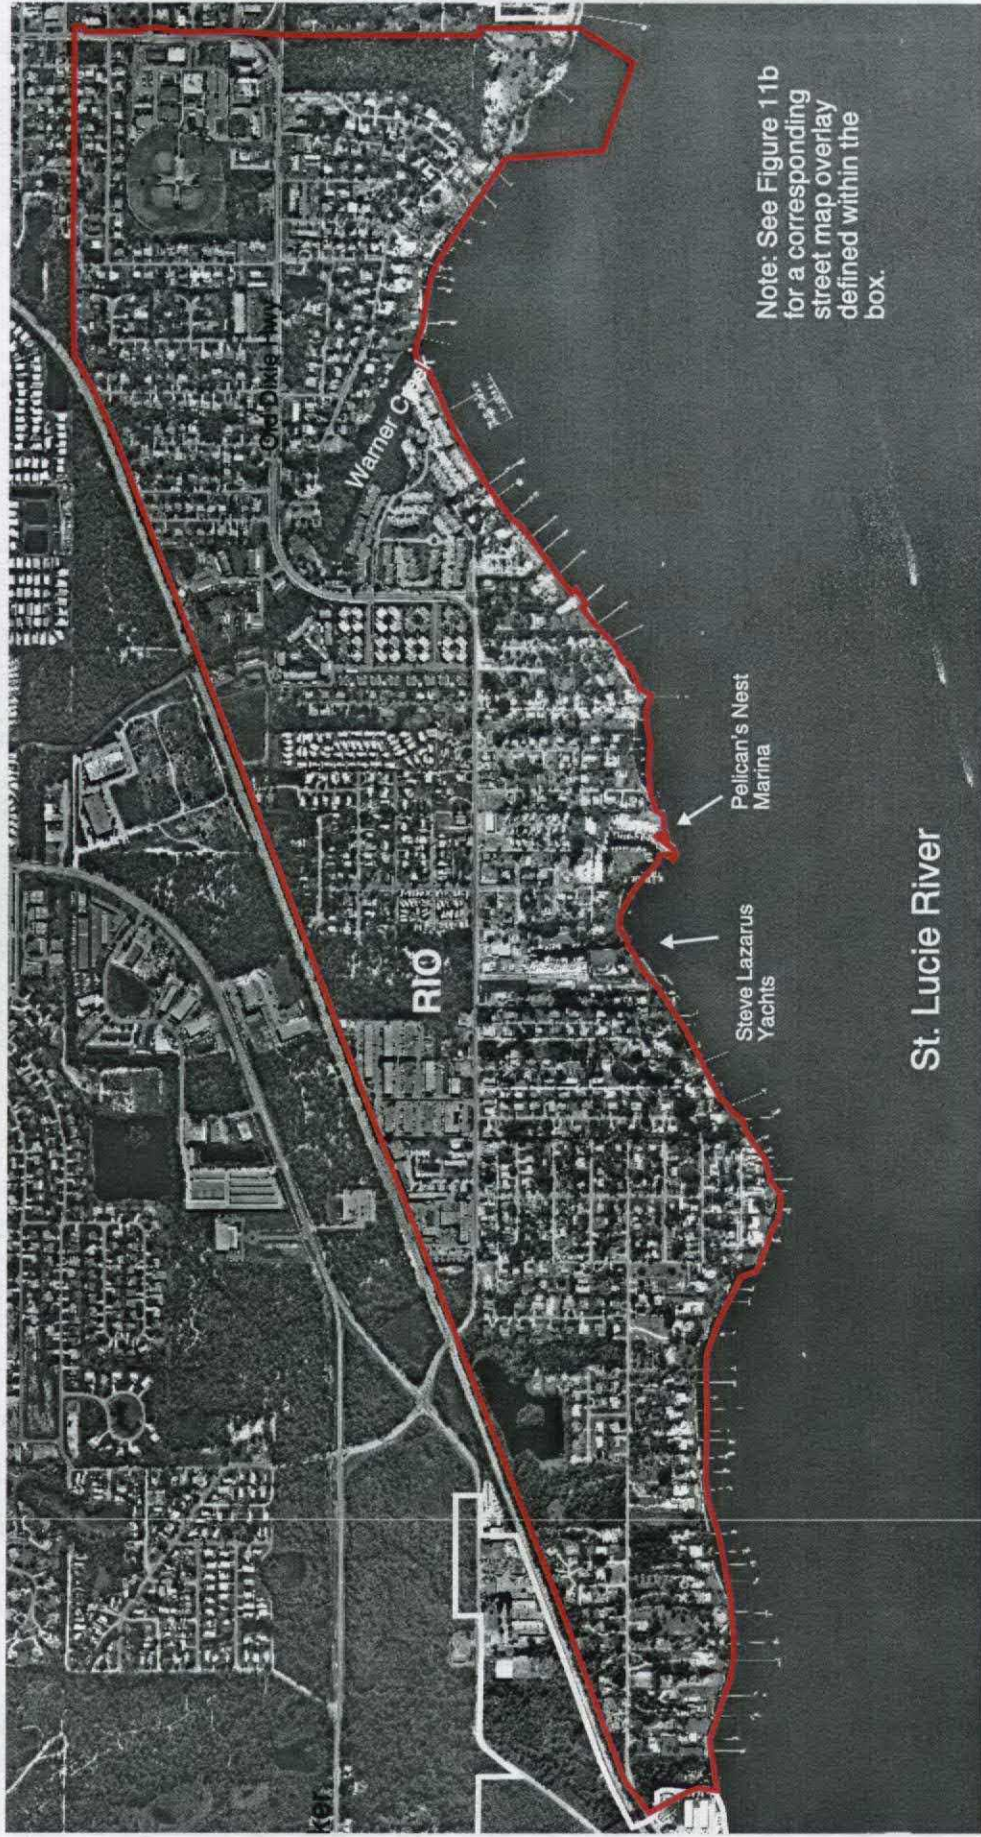 Note: See Figure 11b
for a corresponding
street map overlay
defined within the
box.
Old Dixie Hwy
Warner Creek
Pelican's Nest
Marina
RIO
Steve Lazarus
Yachts
St. Lucie River